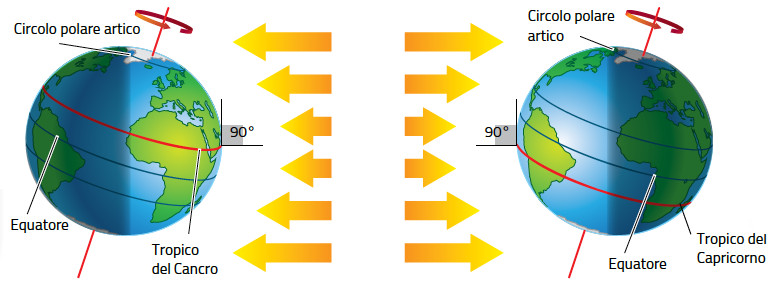 Circolo polare artico
90°
Equatore
Tropico
del Cancro
Circolo polare
artico
90°
Equatore
Tropico del
Capricorno